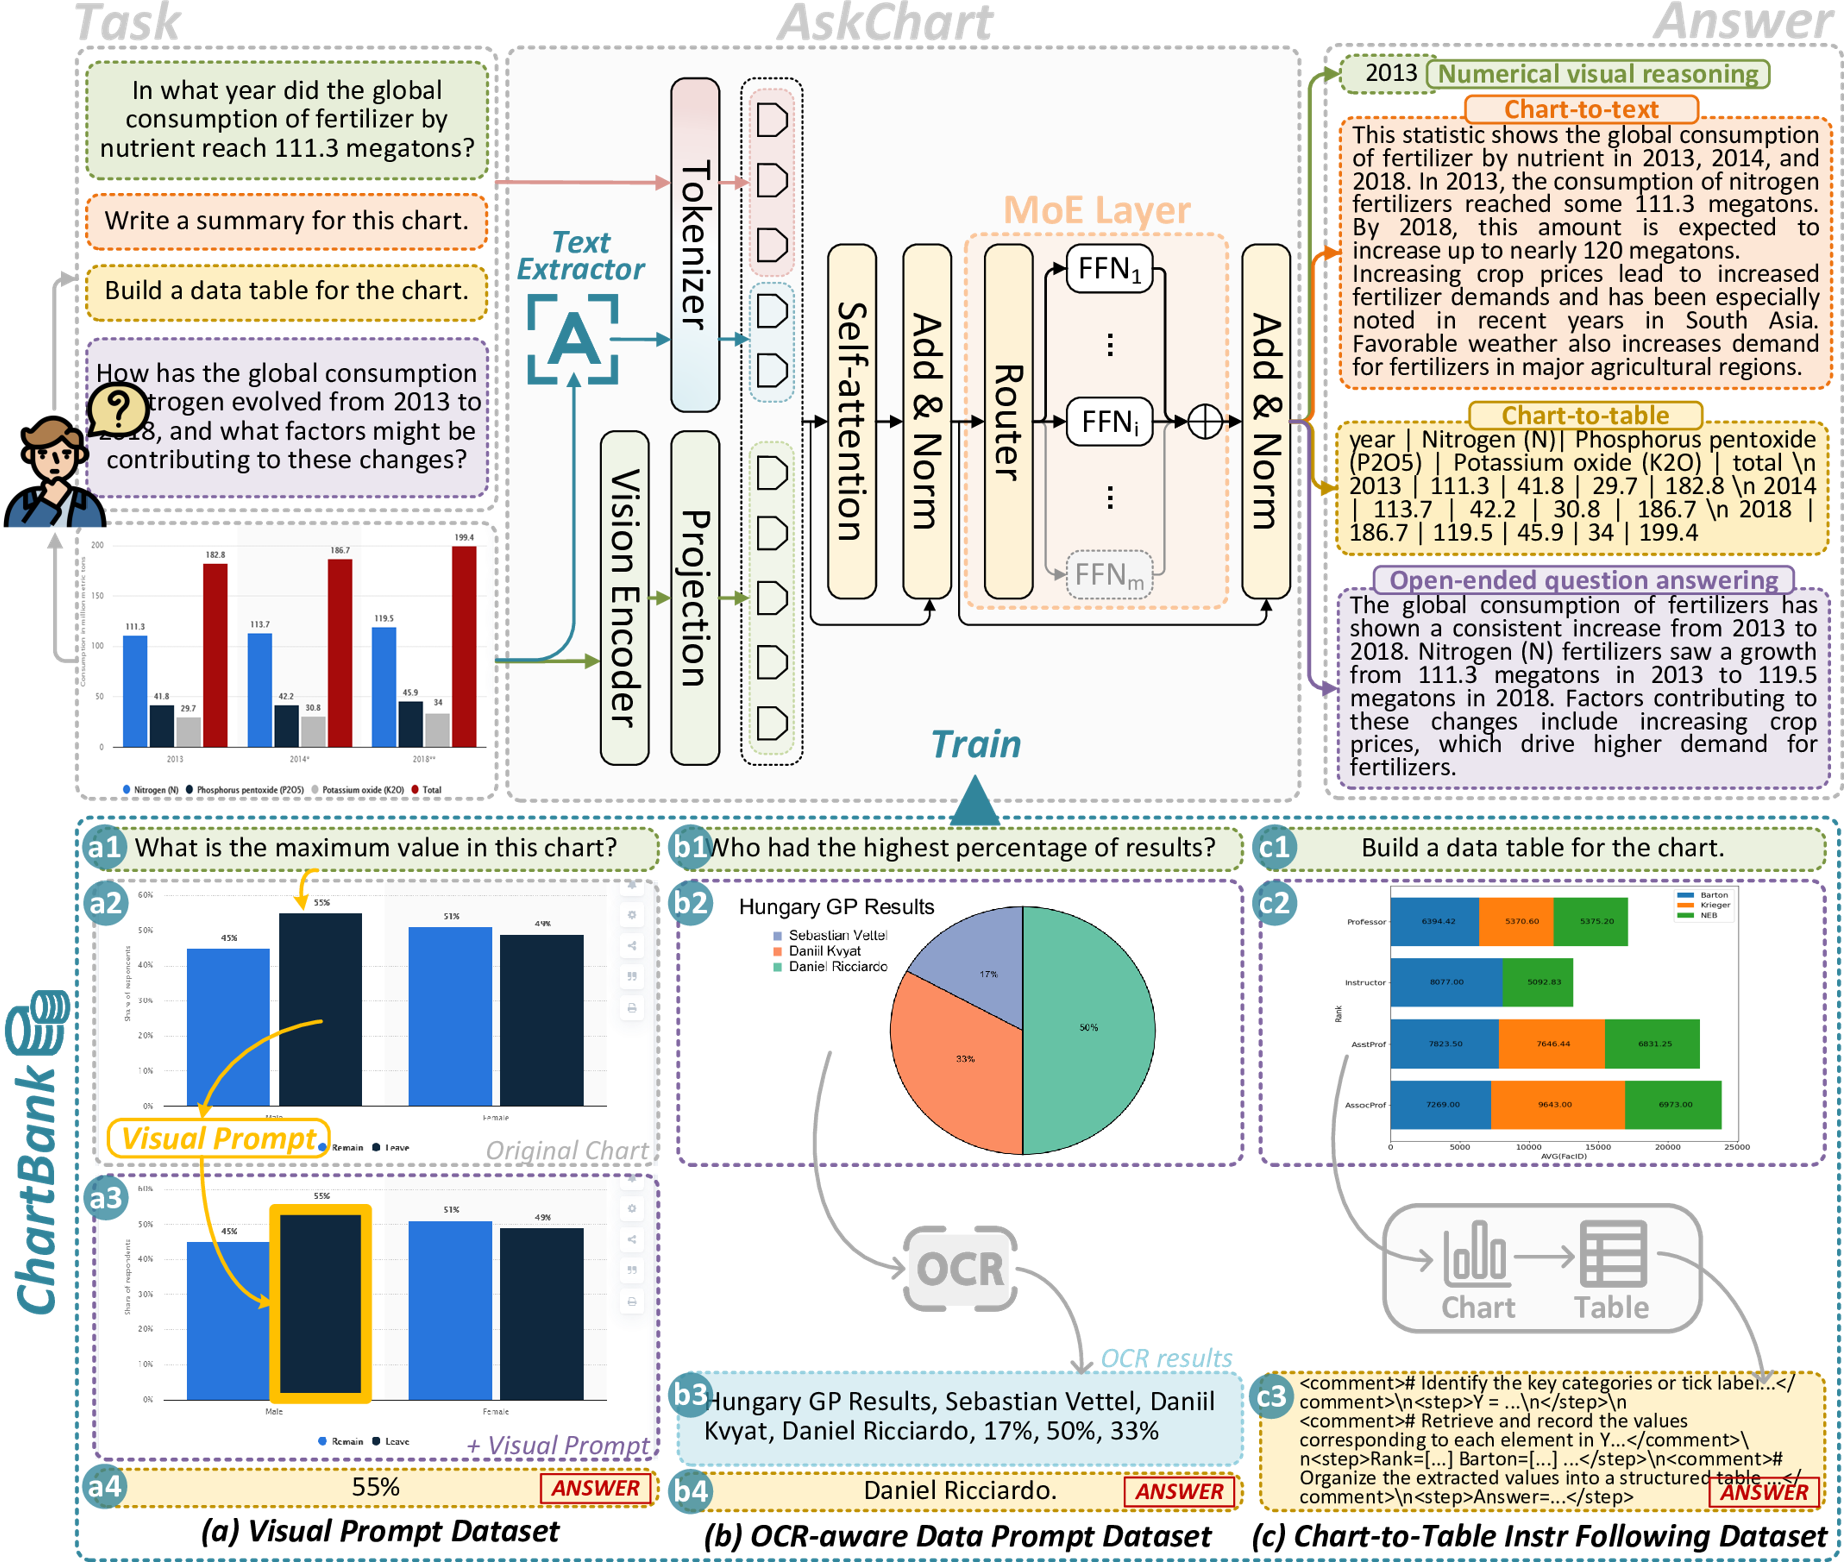 Task
AskChart
Answer
In what year did the global
consumption of fertilizer by
nutrient reach 111.3 megatons?
Write a summary for this chart.
Build a data table for the chart.
How has the global consumption
trogen evolved from 2013 to
2018, and what factors might be
contributing to these changes?
?
Consumption in million metric tons
200
150
100
50
0
111.3
41.8
29.7
182.8
113.7
42.2
30.8
186.7
119.5
45.9
34
199.4
2013
2014*
2018**
Nitrogen (N)
Phosphorus pentoxide (P2O5)
Potassium oxide (K2O)
Total
Text
Extractor
A
Tokenizer
Vision Encoder
Projection
Self-attention
Add & Norm
MoE Layer
Router
FFN1
...
FFNi
...
FFNm
Add & Norm
Train
2013
Numerical visual reasoning
Chart-to-text
This statistic shows the global consumption
of fertilizer by nutrient in 2013, 2014, and
2018. In 2013, the consumption of nitrogen
fertilizers reached some 111.3 megatons.
By 2018, this amount is expected to
increase up to nearly 120 megatons.
Increasing crop prices lead to increased
fertilizer demands and has been especially
noted in recent years in South Asia.
Favorable weather also increases demand
for fertilizers in major agricultural regions.
Chart-to-table
year | Nitrogen (N)| Phosphorus pentoxide
(P2O5) | Potassium oxide (K2O) | total \n
2013 | 111.3 | 41.8 | 29.7 | 182.8 \n 2014
| 113.7 | 42.2 | 30.8 | 186.7 \n 2018 |
186.7 | 119.5 | 45.9 | 34 | 199.4
Open-ended question answering
The global consumption of fertilizers has
shown a consistent increase from 2013 to
2018. Nitrogen (N) fertilizers saw a growth
from 111.3 megatons in 2013 to 119.5
megatons in 2018. Factors contributing to
these changes include increasing crop
prices, which drive higher demand for
fertilizers.
ChartBank
a1
What is the maximum value in this chart?
a2
Share of respondents
60%
50%
40%
30%
20%
10%
0%
45%
55%
51%
49%
Male
Female
Remain
Leave
Visual Prompt
Original Chart
a3
Share of respondents
60%
50%
40%
30%
20%
10%
0%
45%
55%
51%
49%
Male
Female
Remain
Leave
+ Visual Prompt
a4
55%
ANSWER
(a) Visual Prompt Dataset
b1
Who had the highest percentage of results?
b2
Hungary GP Results
Sebastian Vettel
Daniil Kvyat
Daniel Ricciardo
17%
50%
33%
OCR
OCR results
b3
Hungary GP Results, Sebastian Vettel, Daniil
Kvyat, Daniel Ricciardo, 17%, 50%, 33%
b4
Daniel Ricciardo.
ANSWER
(b) OCR-aware Data Prompt Dataset
c1
Build a data table for the chart.
c2
Barton
Krieger
NEB
Rank
Professor
6394.42
5370.60
5375.20
Instructor
8077.00
5092.83
AsstProf
7823.50
7646.44
6831.25
AssocProf
7269.00
9643.00
6973.00
0
5000
10000
15000
20000
25000
AVG(FacID)
Chart
Table
c3
<comment># Identify the key categories or tick label...</
comment>\n<step>Y = ...\n</step>\n
<comment># Retrieve and record the values
corresponding to each element in Y...</comment>\
n<step>Rank=[...] Barton=[...] ...</step>\n<comment>#
Organize the extracted values into a structured table ...</
comment>\n<step>Answer=...</step>
ANSWER
(c) Chart-to-Table Instr Following Dataset